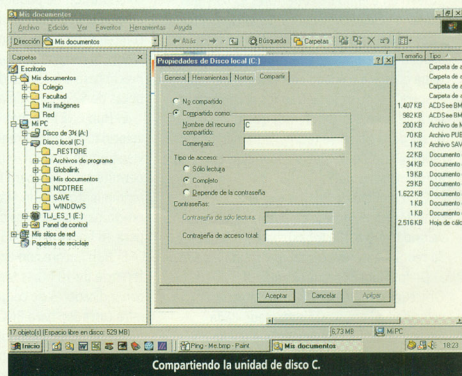 Mis documentos
Archivo Edición Ver Favoritos Herramientas Ayuda
Dirección Mis documentos
Atrás
Búsqueda
Carpetas
Carpetas
Escritorio
Mis documentos
Colegio
Facultad
Mis imágenes
Red
Mi PC
Disco de 3½ (A:)
Disco local (C:)
_RESTORE
Archivos de programa
Globalink
Mis documentos
NCDTREE
SAVE
WINDOWS
TLJ_ES_1 (E:)
Panel de control
Mis sitios de red
Papelera de reciclaje
Propiedades de Disco local (C:)
General Herramientas Norton Compartir
No compartido
Compartido como
Nombre del recurso compartido:
C
Comentario:
Tipo de acceso:
Sólo lectura
Completo
Depende de la contraseña
Contraseñas:
Contraseña de sólo lectura:
Contraseña de acceso total:
Aceptar Cancelar Aplicar
Tamaño Tipo
Carpeta de a
Carpeta de a
Carpeta de a
Carpeta de a
1.407 KB ACDSee BM
982 KB ACDSee BM
200 KB Archivo de M
70 KB Archivo PUB
1 KB Archivo SAV
22 KB Documento
34 KB Documento
19 KB Documento
29 KB Documento
1.622 KB Documento
1 KB Documento
1 KB Documento
2.516 KB Hoja de cálc
17 objeto(s) (Espacio libre en disco: 529 MB)
6,73 MB
Mi PC
Inicio
Ping - Me.bmp - Paint
Mis documentos
18:23
Compartiendo la unidad de disco C.